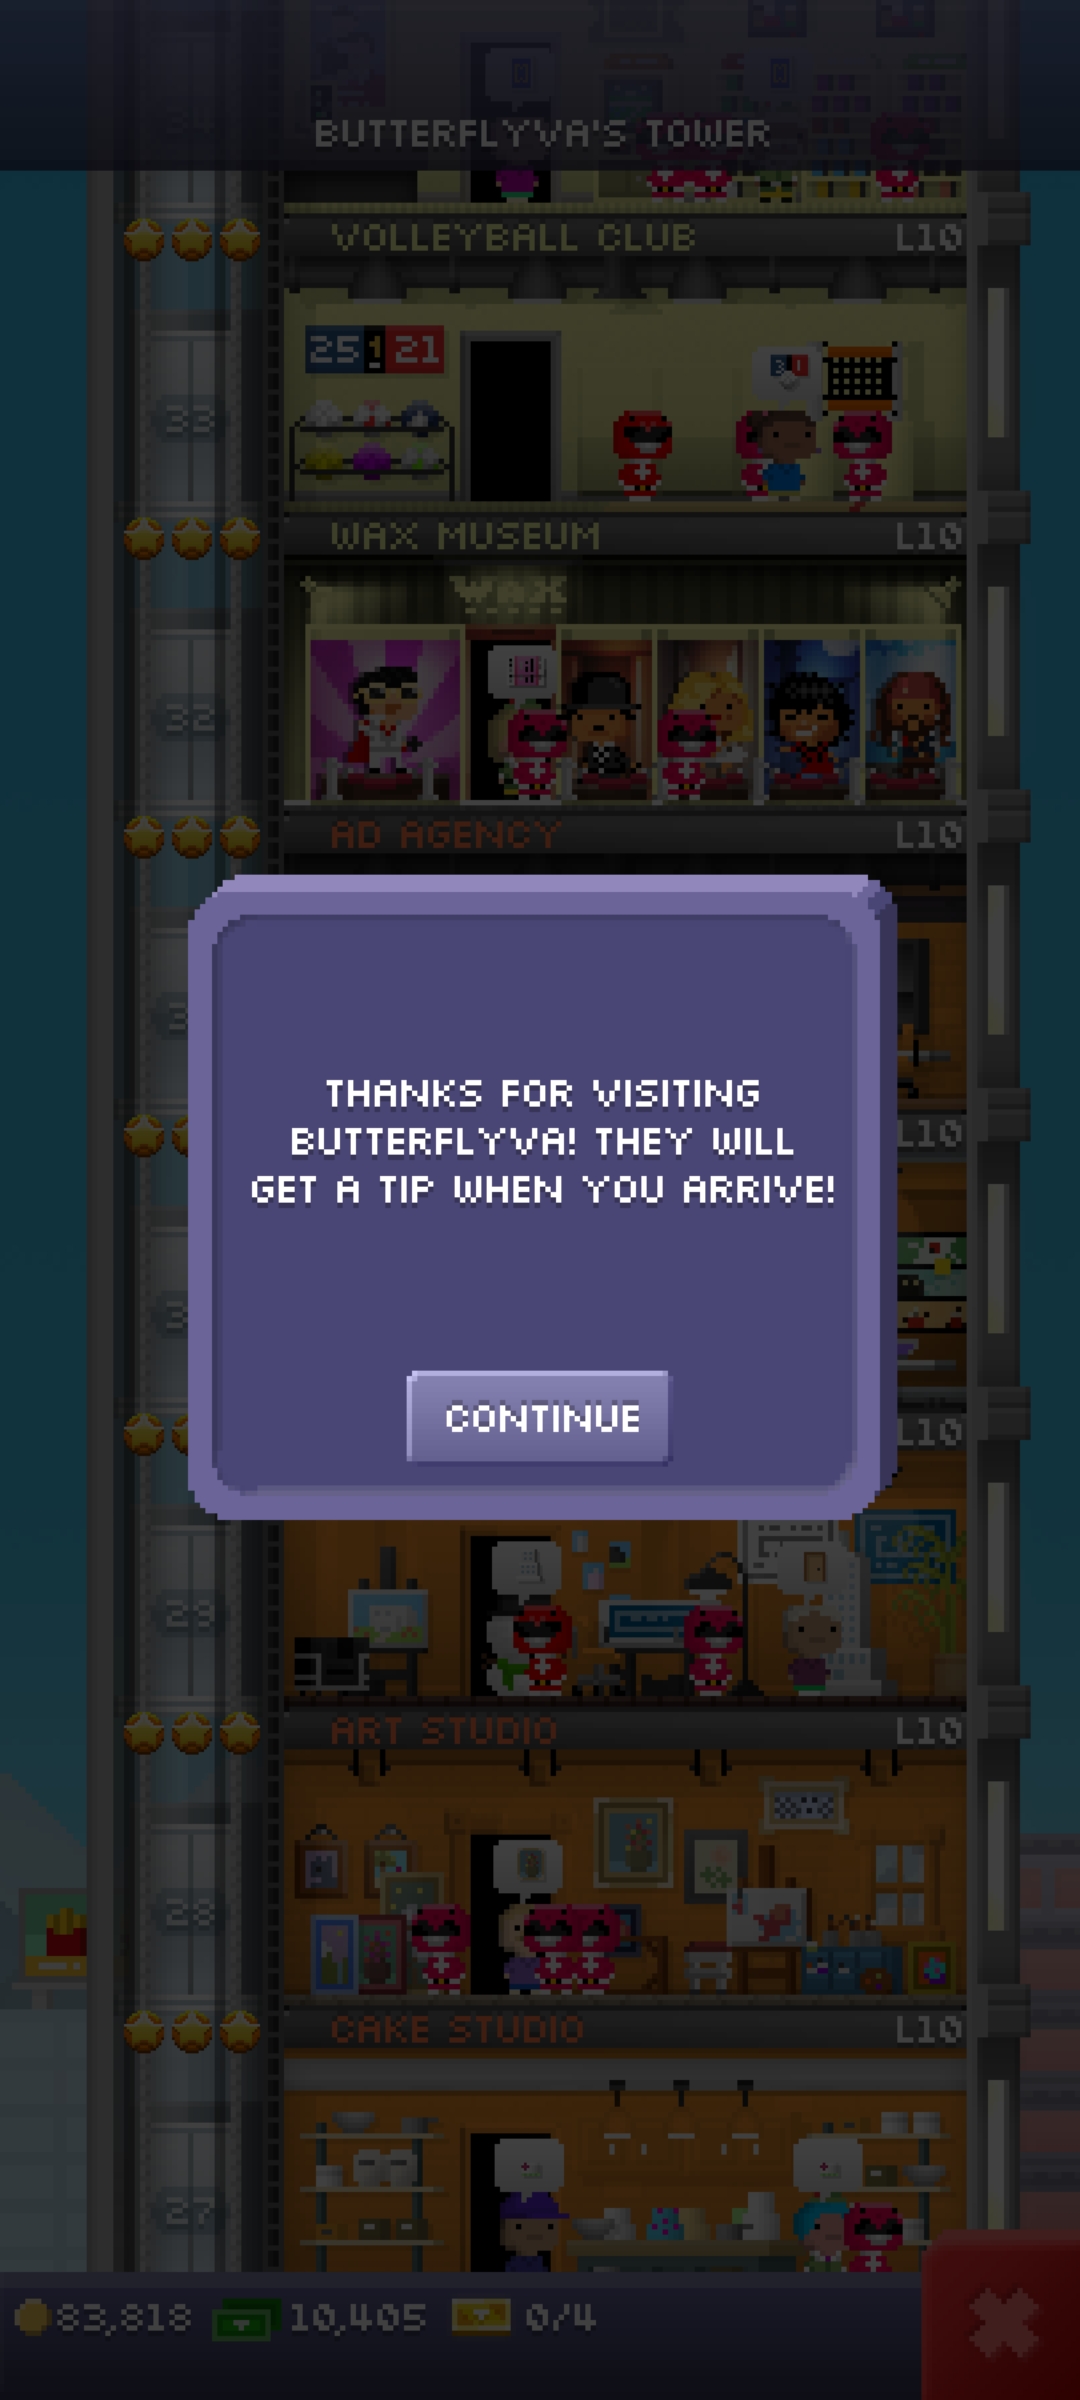 BUTTERFLYVA'S TOWER
VOLLEYBALL CLUB L10
25 21
33
WAX MUSEUM L10
WAX
32
AD AGENCY L10
THANKS FOR VISITING
BUTTERFLYVA! THEY WILL
GET A TIP WHEN YOU ARRIVE!
L10
L10
CONTINUE
29
ART STUDIO L10
28
CAKE STUDIO L10
27
83,818 10,405 0/4